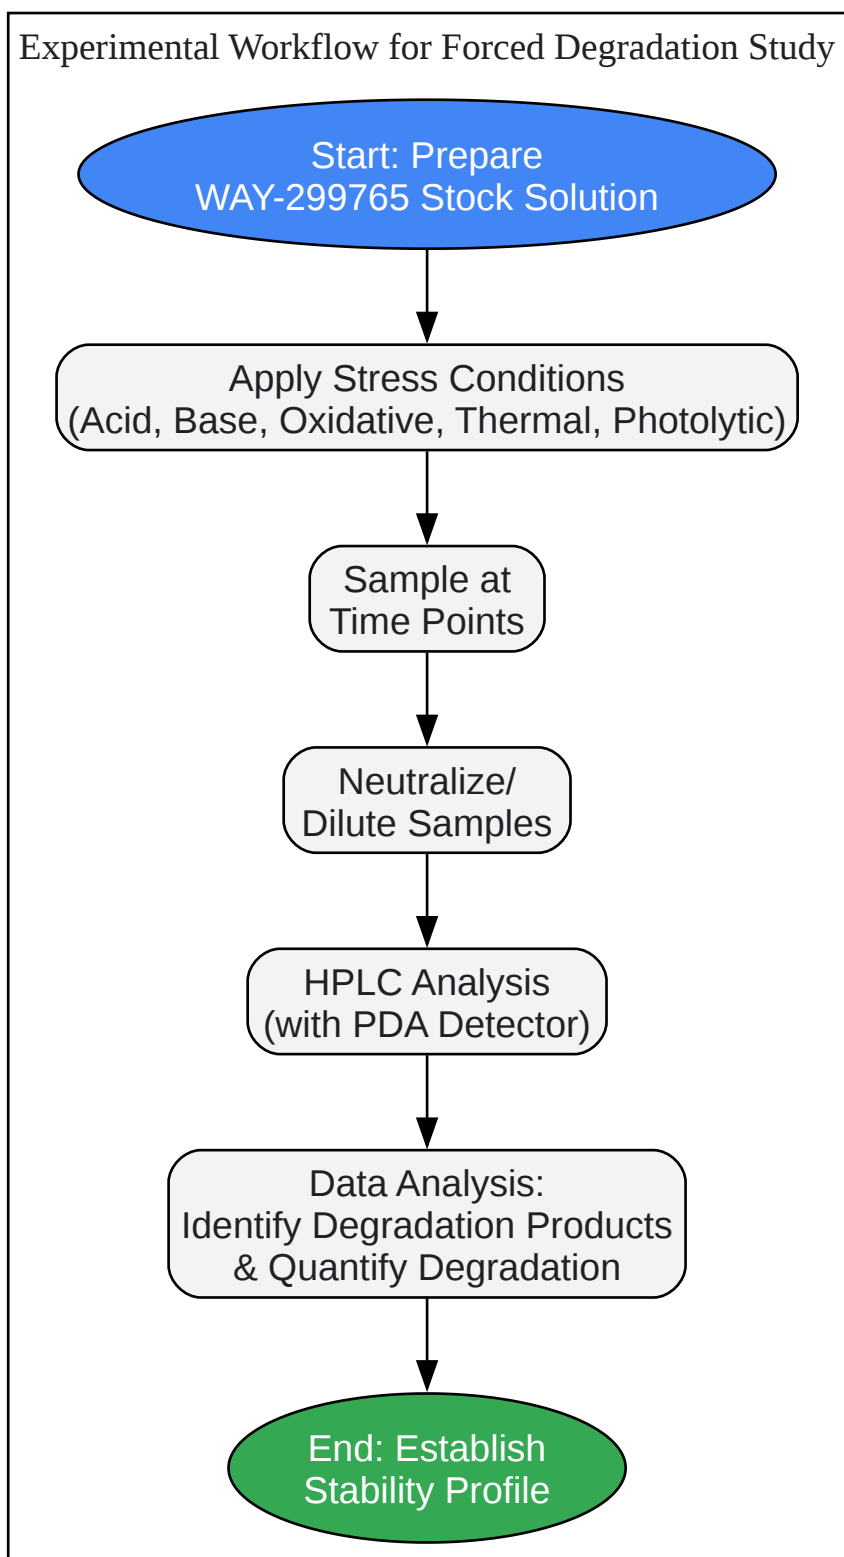 Experimental Workflow for Forced Degradation Study
Start: Prepare
WAY-299765 Stock Solution
Apply Stress Conditions
(Acid, Base, Oxidative, Thermal, Photolytic)
Sample at
Time Points
Neutralize/
Dilute Samples
HPLC Analysis
(with PDA Detector)
Data Analysis:
Identify Degradation Products
& Quantify Degradation
End: Establish
Stability Profile